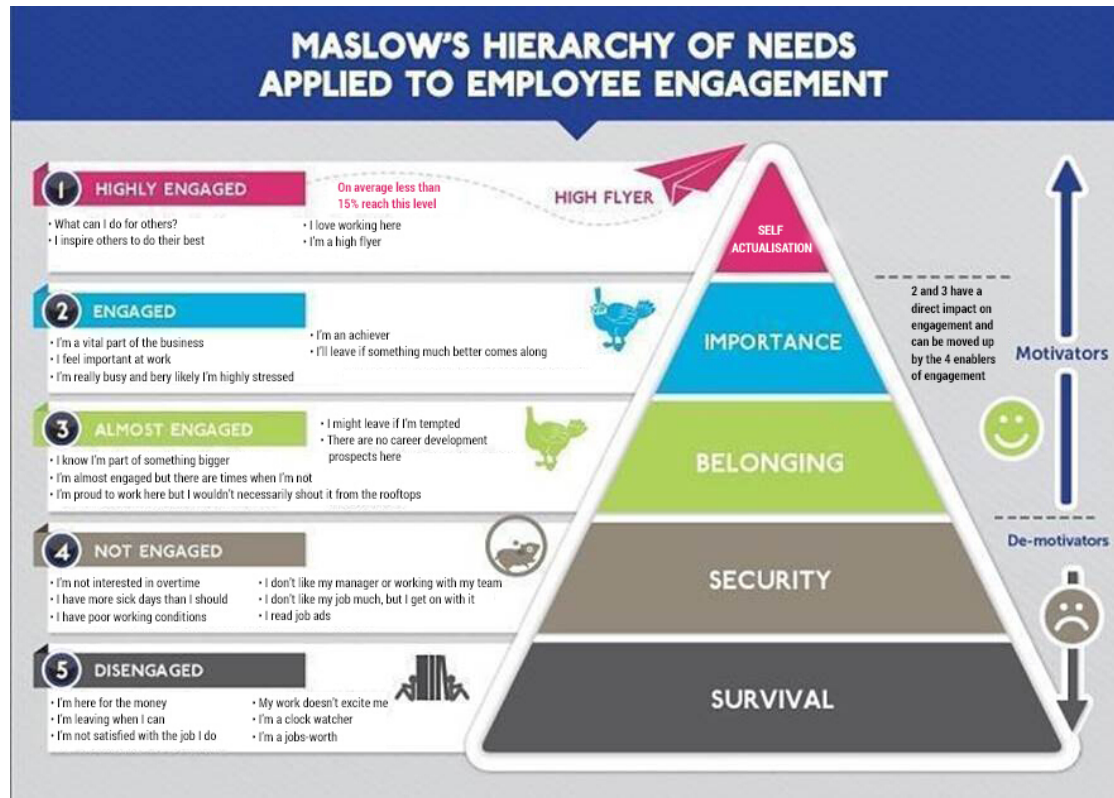 MASLOW'S HIERARCHY OF NEEDS
APPLIED TO EMPLOYEE ENGAGEMENT
1 HIGHLY ENGAGED
On average less than
15% reach this level
HIGH FLYER
• What can I do for others?
• I inspire others to do their best
• I love working here
• I'm a high flyer
SELF
ACTUALISATION
2 ENGAGED
• I'm a vital part of the business
• I feel important at work
• I'm really busy and bery likely I'm highly stressed
• I'm an achiever
• I'll leave if something much better comes along
IMPORTANCE
2 and 3 have a
direct impact on
engagement and
can be moved up
by the 4 enablers
of engagement
Motivators
3 ALMOST ENGAGED
• I know I'm part of something bigger
• I'm almost engaged but there are times when I'm not
• I'm proud to work here but I wouldn't necessarily shout it from the rooftops
• I might leave if I'm tempted
• There are no career development
prospects here
BELONGING
De-motivators
4 NOT ENGAGED
• I'm not interested in overtime
• I have more sick days than I should
• I have poor working conditions
• I don't like my manager or working with my team
• I don't like my job much, but I get on with it
• I read job ads
SECURITY
5 DISENGAGED
• I'm here for the money
• I'm leaving when I can
• I'm not satisfied with the job I do
• My work doesn't excite me
• I'm a clock watcher
• I'm a jobs-worth
SURVIVAL